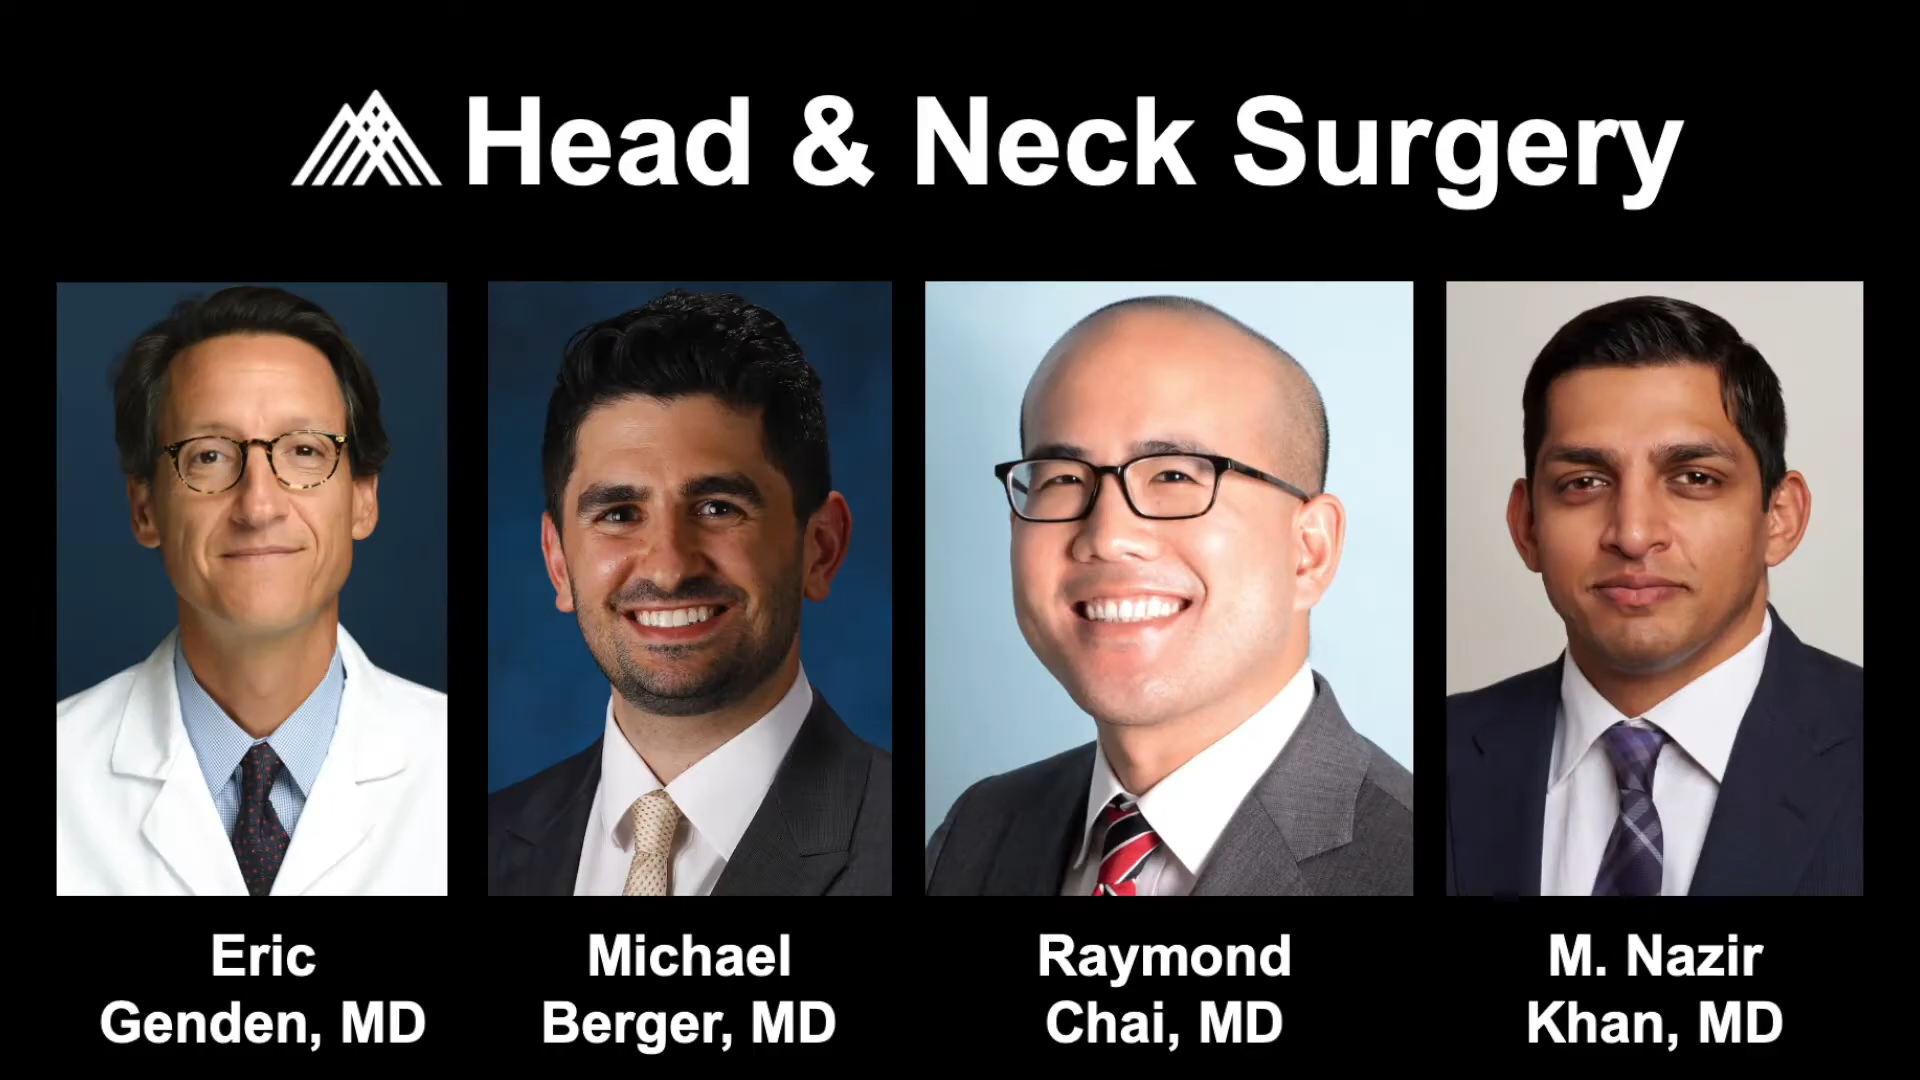 Head & Neck Surgery
Eric
Genden, MD
Michael
Berger, MD
Raymond
Chai, MD
M. Nazir
Khan, MD